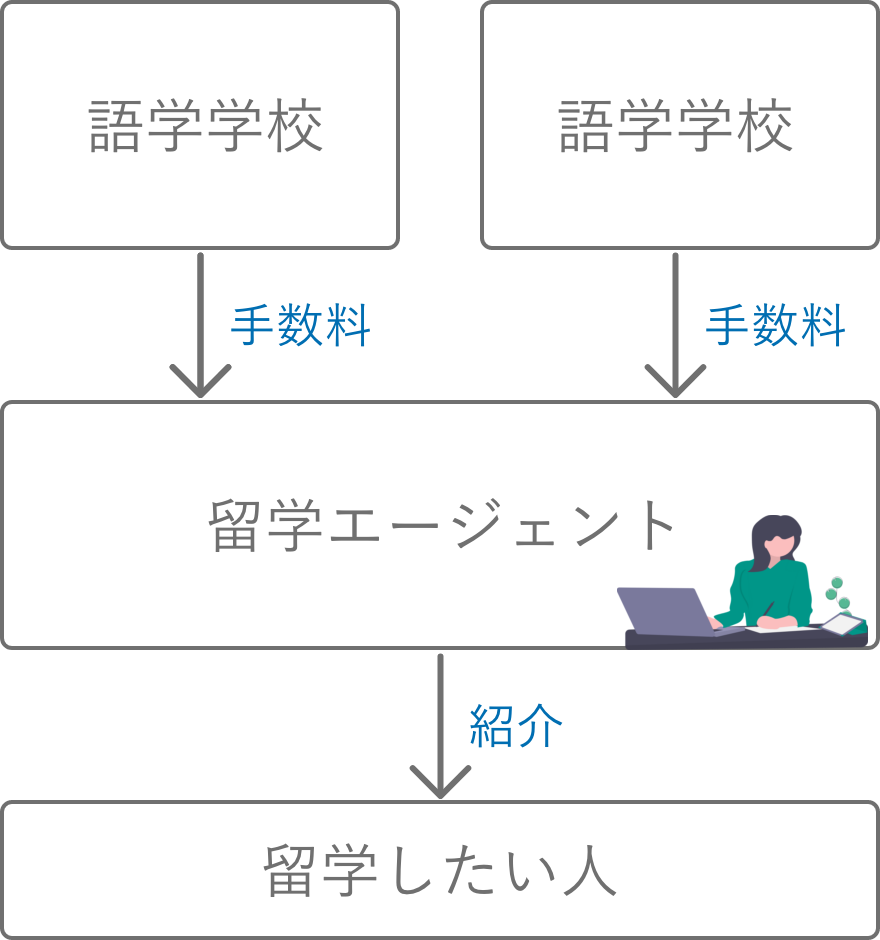 語学学校
語学学校
手数料
手数料
留学エージェント
紹介
留学したい人